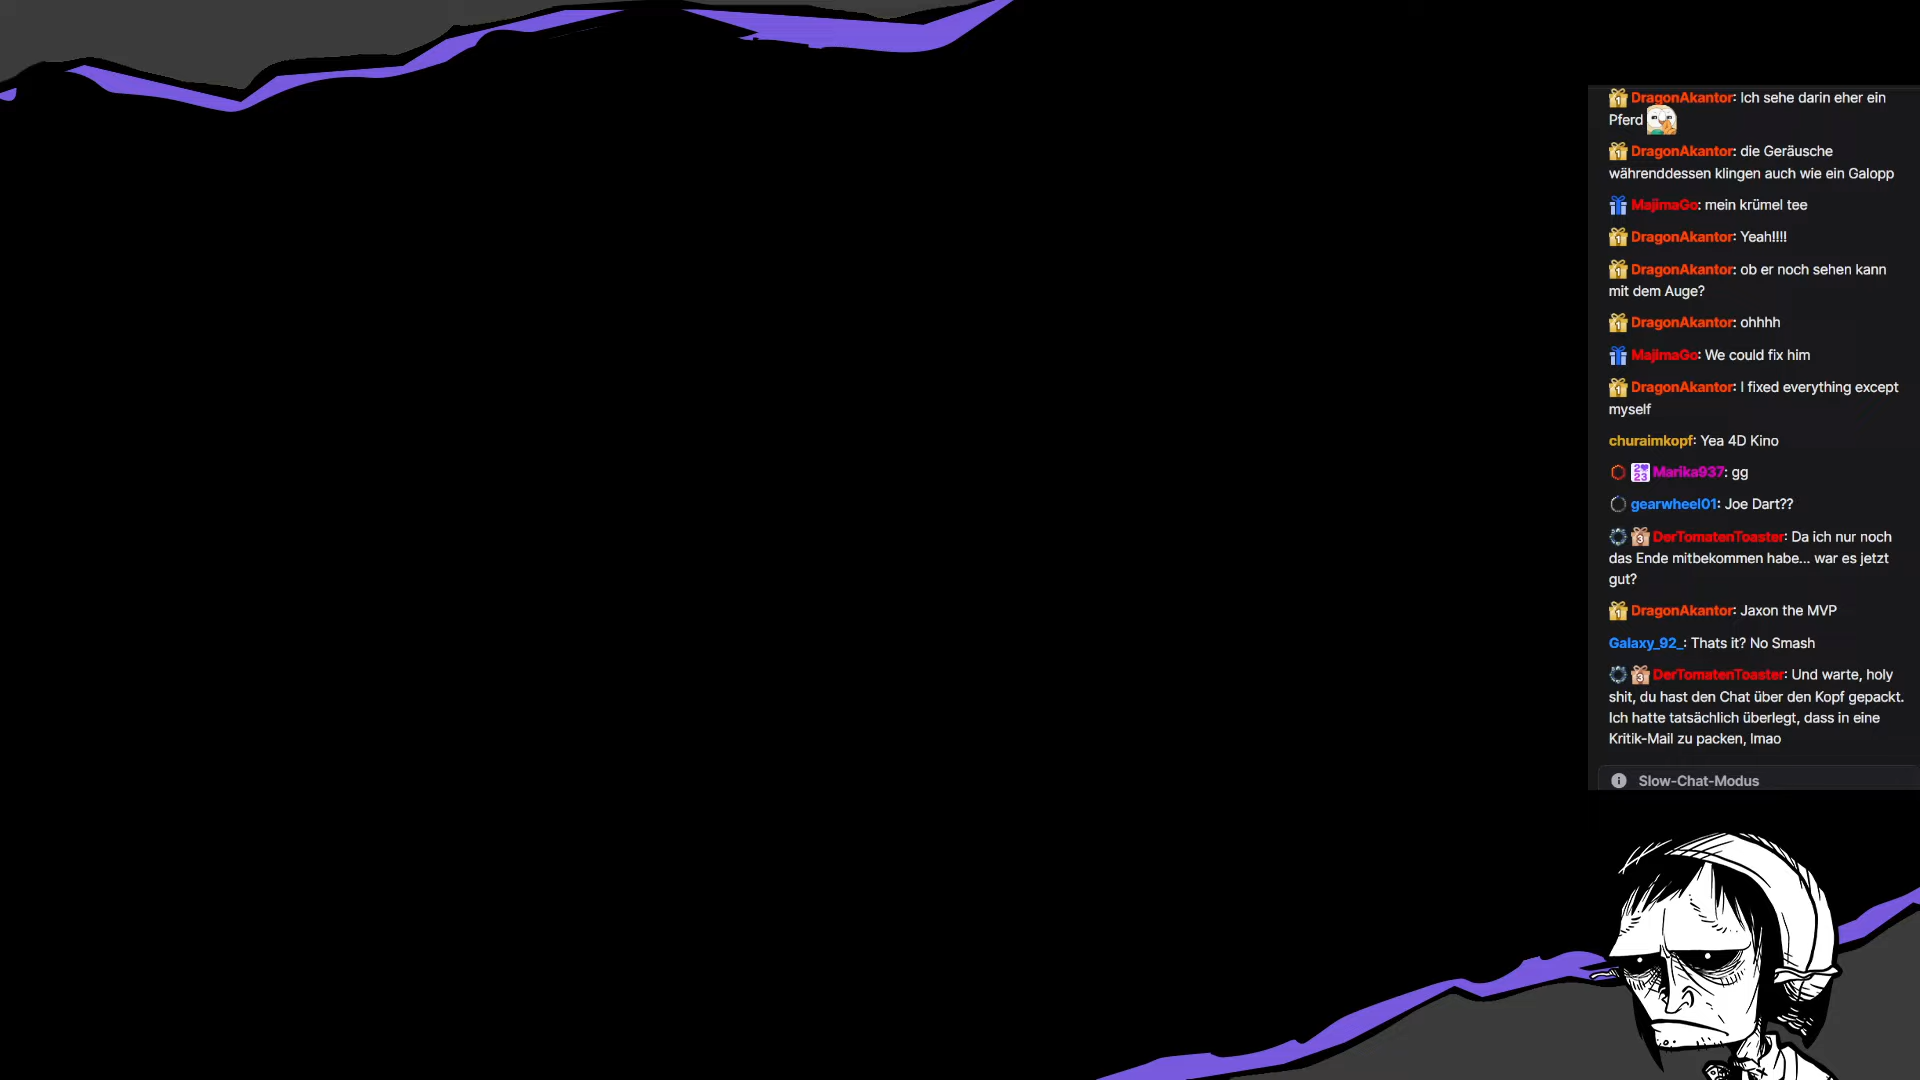 DragonAkantor: Ich sehe darin eher ein
Pferd
DragonAkantor: die Geräusche
währenddessen klingen auch wie ein Galopp
MajimaGo: mein krümel tee
DragonAkantor: Yeah!!!!
DragonAkantor: ob er noch sehen kann
mit dem Auge?
DragonAkantor: ohhhh
MajimaGo: We could fix him
DragonAkantor: I fixed everything except
myself
churaimkopf: Yea 4D Kino
Marika937: gg
gearwheel01: Joe Dart??
DerTomatenToaster: Da ich nur noch
das Ende mitbekommen habe... war es jetzt
gut?
DragonAkantor: Jaxon the MVP
Galaxy_92_: Thats it? No Smash
DerTomatenToaster: Und warte, holy
shit, du hast den Chat über den Kopf gepackt.
Ich hatte tatsächlich überlegt, dass in eine
Kritik-Mail zu packen, lmao
Slow-Chat-Modus